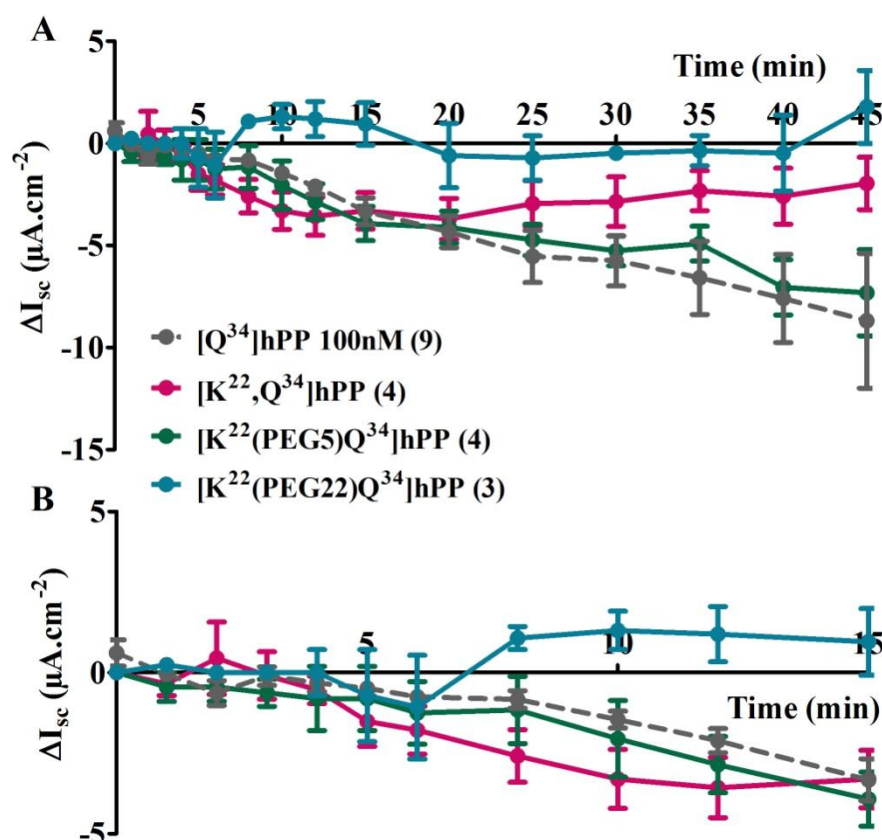 A
5
Time (min)
5 10 15 20 25 30 35 40 45
0
-5
-10
-15
ΔIsc (µA.cm-2)
[Q34]hPP 100nM (9)
[K22,Q34]hPP (4)
[K22(PEG5)Q34]hPP (4)
[K22(PEG22)Q34]hPP (3)
B
5
5 10 15
0
Time (min)
-5
ΔIsc (µA.cm-2)